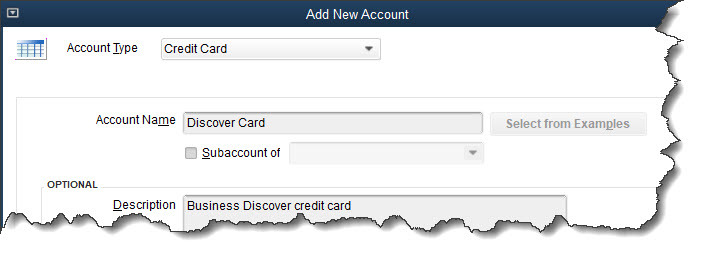 Add New Account
Account Type Credit Card
Account Name Discover Card Select from Examples
Subaccount of
OPTIONAL
Description Business Discover credit card